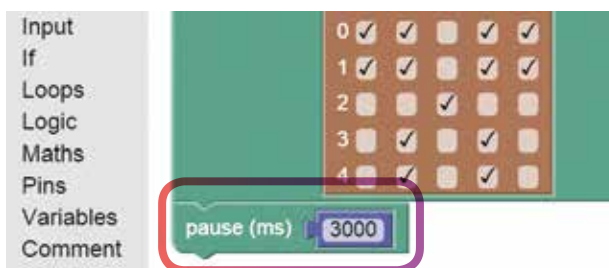 Input
If
Loops
Logic
Maths
Pins
Variables
Comment
0
1
2
3
4
pause (ms) 3000